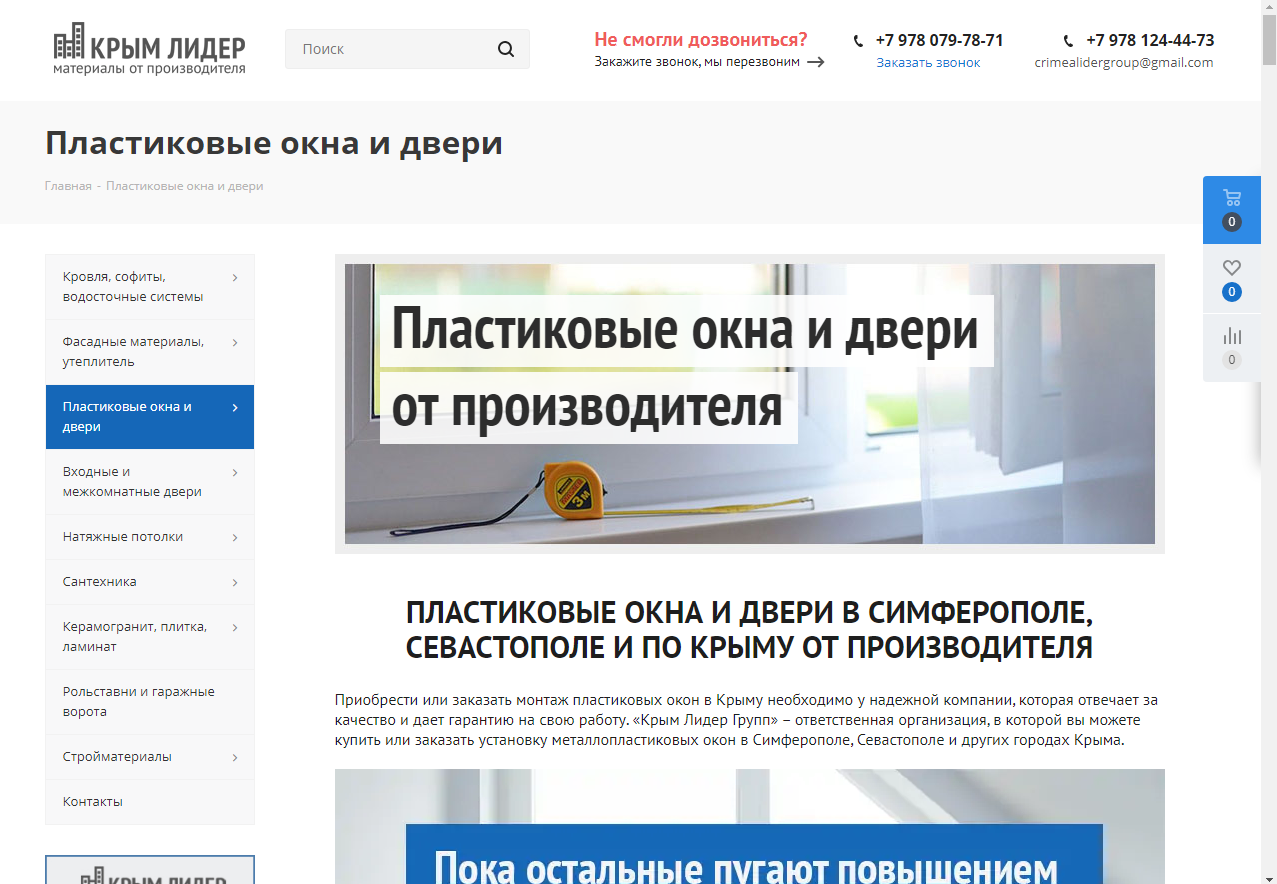 КРЫМ ЛИДЕР
материалы от производителя
Поиск
Не смогли дозвониться?
Закажите звонок, мы перезвоним
+7 978 079-78-71
Заказать звонок
+7 978 124-44-73
crimealidergroup@gmail.com
Пластиковые окна и двери
Главная - Пластиковые окна и двери
0
0
0
Кровля, софиты,
водосточные системы
Фасадные материалы,
утеплитель
Пластиковые окна и
двери
Входные и
межкомнатные двери
Натяжные потолки
Сантехника
Керамогранит, плитка,
ламинат
Рольставни и гаражные
ворота
Стройматериалы
Контакты
КРЫМ ЛИДЕР
Пластиковые окна и двери
от производителя
3м
ПЛАСТИКОВЫЕ ОКНА И ДВЕРИ В СИМФЕРОПОЛЕ,
СЕВАСТОПОЛЕ И ПО КРЫМУ ОТ ПРОИЗВОДИТЕЛЯ
Приобрести или заказать монтаж пластиковых окон в Крыму необходимо у надежной компании, которая отвечает за
качество и дает гарантию на свою работу. «Крым Лидер Групп» – ответственная организация, в которой вы можете
купить или заказать установку металлопластиковых окон в Симферополе, Севастополе и других городах Крыма.
Пока остальные пугают повышением